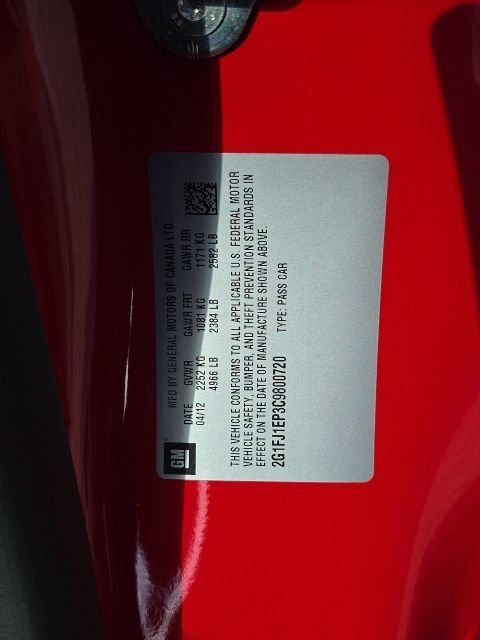 MFD BY GENERAL MOTORS OF CANADA LTD.
DATE GVWR GAWR FRT GAWR RR
04/12 2252 KG 1081 KG 1171 KG
4966 LB 2384 LB 2582 LB
GM
THIS VEHICLE CONFORMS TO ALL APPLICABLE U.S. FEDERAL MOTOR
VEHICLE SAFETY, BUMPER, AND THEFT PREVENTION STANDARDS IN
EFFECT ON THE DATE OF MANUFACTURE SHOWN ABOVE.
2G1FJ1EP3C9800720 TYPE: PASS CAR